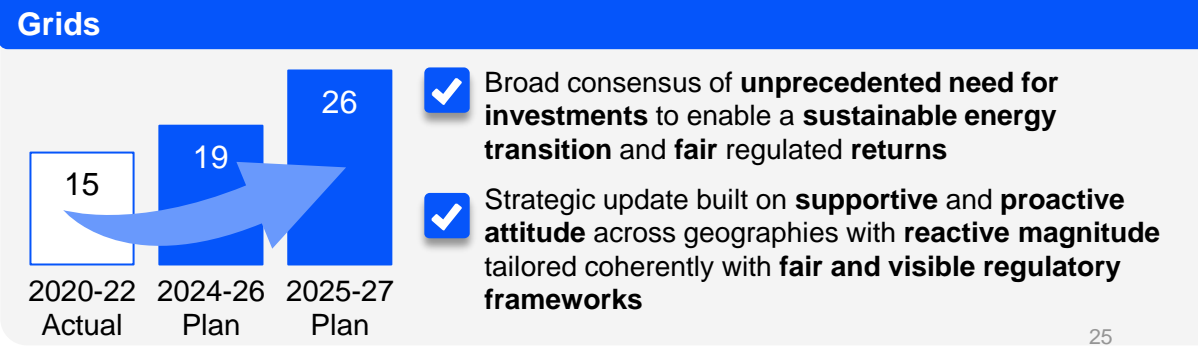 Grids
15
19
26
2020-22
Actual
2024-26
Plan
2025-27
Plan
Broad consensus of unprecedented need for
investments to enable a sustainable energy
transition and fair regulated returns
Strategic update built on supportive and proactive
attitude across geographies with reactive magnitude
tailored coherently with fair and visible regulatory
frameworks
25